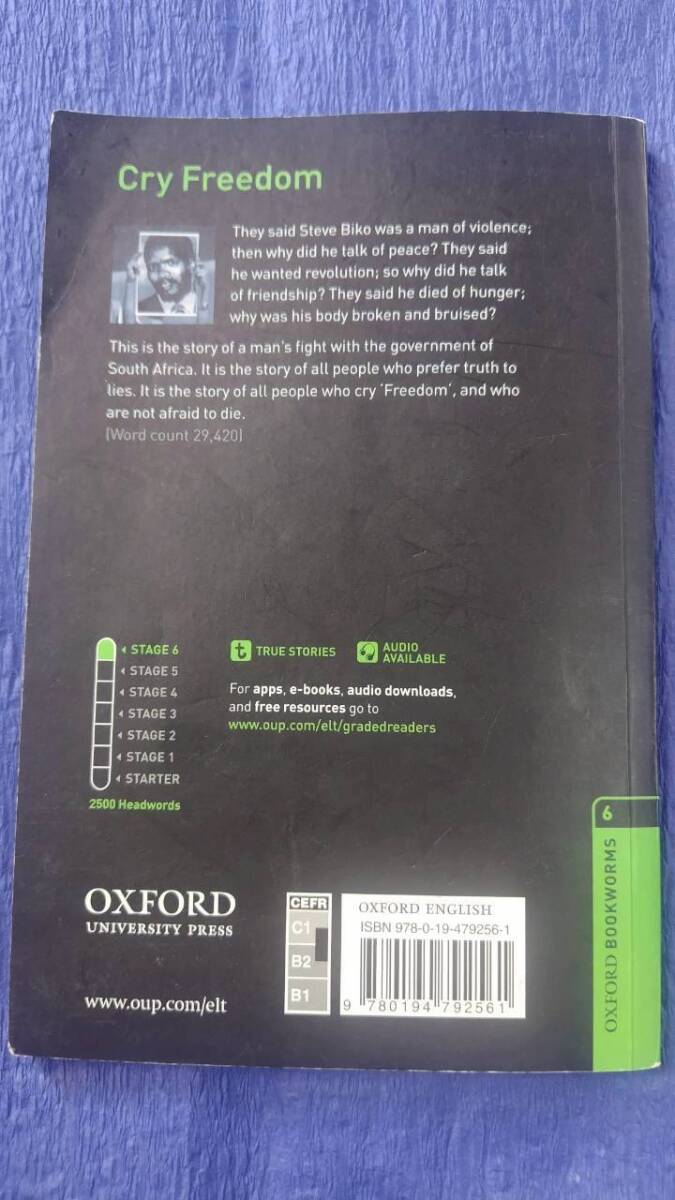 Cry Freedom
They said Steve Biko was a man of violence;
then why did he talk of peace? They said
he wanted revolution; so why did he talk
of friendship? They said he died of hunger;
why was his body broken and bruised?
This is the story of a man's fight with the government of
South Africa. It is the story of all people who prefer truth to
lies. It is the story of all people who cry 'Freedom', and who
are not afraid to die.
(Word count 29,420)
STAGE 6
STAGE 5
STAGE 4
STAGE 3
STAGE 2
STAGE 1
STARTER
2500 Headwords
t TRUE STORIES
AUDIO
AVAILABLE
For apps, e-books, audio downloads,
and free resources go to
www.oup.com/elt/gradedreaders
6
OXFORD BOOKWORMS
OXFORD
UNIVERSITY PRESS
www.oup.com/elt
CEFR
C1
B2
B1
OXFORD ENGLISH
ISBN 978-0-19-479256-1
9 780194 792561